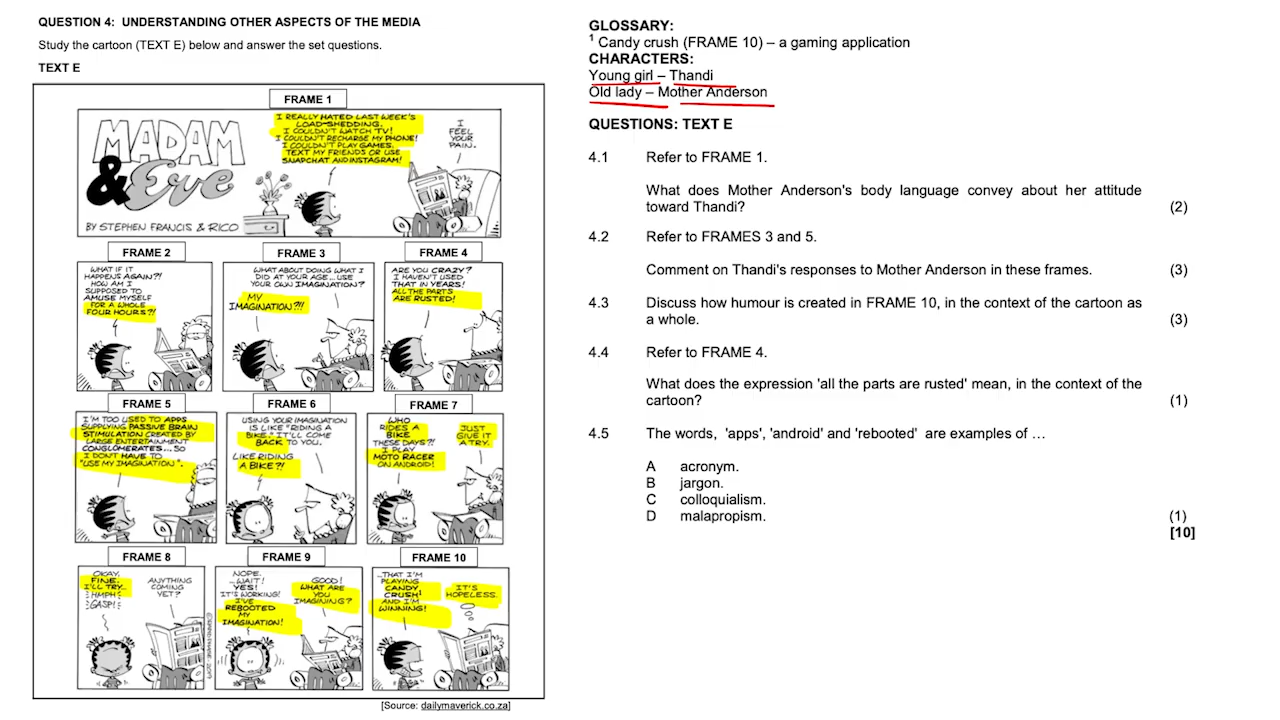 QUESTION 4: UNDERSTANDING OTHER ASPECTS OF THE MEDIA
Study the cartoon (TEXT E) below and answer the set questions.
TEXT E
FRAME 1
MADAM
& Eve
BY STEPHEN FRANCIS & RICO
I REALLY HATED LAST WEEK'S
LOAD-SHEDDING.
I COULDN'T WATCH TV!
I COULDN'T RECHARGE MY PHONE!
I COULDN'T PLAY GAMES,
TEXT MY FRIENDS OR USE
SNAPCHAT AND INSTAGRAM!
I
FEEL
YOUR
PAIN.
FRAME 2
WHAT IF IT
HAPPENS AGAIN?!
HOW AM I
SUPPOSED TO
AMUSE MYSELF
FOR A WHOLE
FOUR HOURS?!
FRAME 3
WHAT ABOUT DOING WHAT I
DID AT YOUR AGE...USE
YOUR OWN IMAGINATION?
MY
IMAGINATION?!!
FRAME 4
ARE YOU CRAZY?
I HAVEN'T USED
THAT IN YEARS!
ALL THE PARTS
ARE RUSTED!
FRAME 5
I'M TOO USED TO APPS
SUPPLYING PASSIVE BRAIN
STIMULATION CREATED BY
LARGE ENTERTAINMENT
CONGLOMERATES...SO
I DON'T HAVE TO
"USE MY IMAGINATION".
FRAME 6
USING YOUR IMAGINATION
IS LIKE "RIDING A
BIKE." IT'LL COME
BACK TO YOU.
LIKE RIDING
A BIKE?!
FRAME 7
WHO
RIDES A
BIKE
THESE DAYS?!
I PLAY
MOTO RACER
ON ANDROID!
JUST
GIVE IT
A TRY.
FRAME 8
OKAY,
FINE.
I'LL TRY...
HMPH!
GASP!
ANYTHING
COMING
YET?
FRAME 9
NOPE.
...WAIT!
YES!
IT'S WORKING!
I'VE
REBOOTED
MY
IMAGINATION!
GOOD!
WHAT ARE
YOU
IMAGINING?
FRAME 10
...THAT I'M
PLAYING
CANDY
CRUSH¹
AND I'M
WINNING!
IT'S
HOPELESS.
[Source: dailymaverick.co.za]
GLOSSARY:
¹ Candy crush (FRAME 10) – a gaming application
CHARACTERS:
Young girl – Thandi
Old lady – Mother Anderson
QUESTIONS: TEXT E
4.1 Refer to FRAME 1.
What does Mother Anderson's body language convey about her attitude
toward Thandi? (2)
4.2 Refer to FRAMES 3 and 5.
Comment on Thandi's responses to Mother Anderson in these frames. (3)
4.3 Discuss how humour is created in FRAME 10, in the context of the cartoon as
a whole. (3)
4.4 Refer to FRAME 4.
What does the expression 'all the parts are rusted' mean, in the context of the
cartoon? (1)
4.5 The words, 'apps', 'android' and 'rebooted' are examples of …
A acronym.
B jargon.
C colloquialism.
D malapropism. (1)
[10]